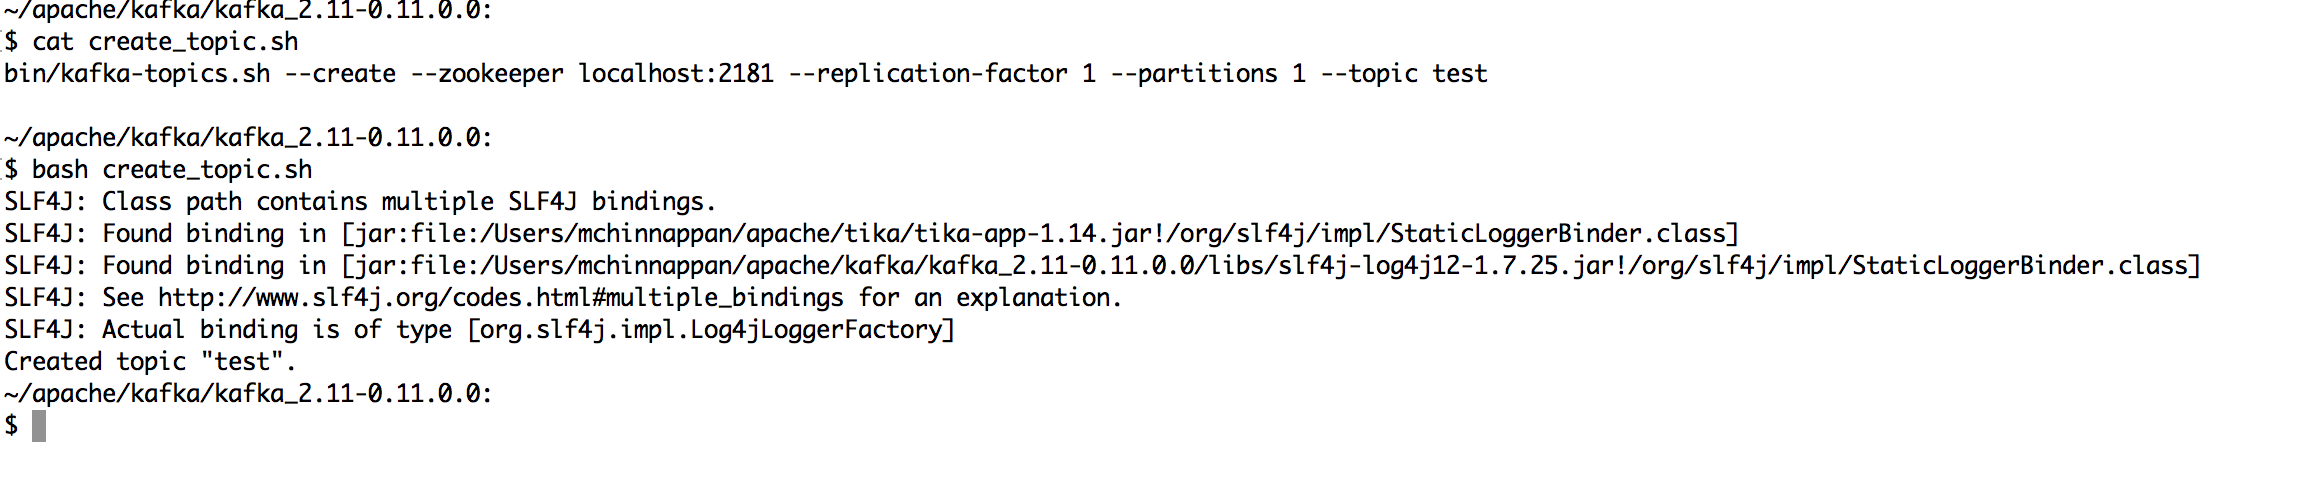 ~/apache/kafka/kafka_2.11-0.11.0.0:
$ cat create_topic.sh
bin/kafka-topics.sh --create --zookeeper localhost:2181 --replication-factor 1 --partitions 1 --topic test
~/apache/kafka/kafka_2.11-0.11.0.0:
$ bash create_topic.sh
SLF4J: Class path contains multiple SLF4J bindings.
SLF4J: Found binding in [jar:file:/Users/mchinnappan/apache/tika/tika-app-1.14.jar!/org/slf4j/impl/StaticLoggerBinder.class]
SLF4J: Found binding in [jar:file:/Users/mchinnappan/apache/kafka/kafka_2.11-0.11.0.0/libs/slf4j-log4j12-1.7.25.jar!/org/slf4j/impl/StaticLoggerBinder.class]
SLF4J: See http://www.slf4j.org/codes.html#multiple_bindings for an explanation.
SLF4J: Actual binding is of type [org.slf4j.impl.Log4jLoggerFactory]
Created topic "test".
~/apache/kafka/kafka_2.11-0.11.0.0:
$